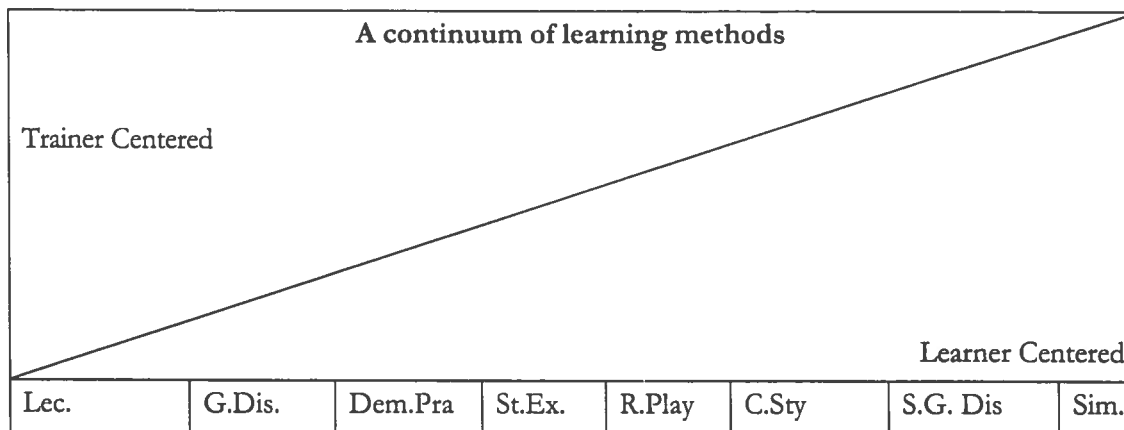 A continuum of learning methods
Trainer Centered
Learner Centered
Lec. G.Dis. Dem.Pra St.Ex. R.Play C.Sty S.G. Dis Sim.